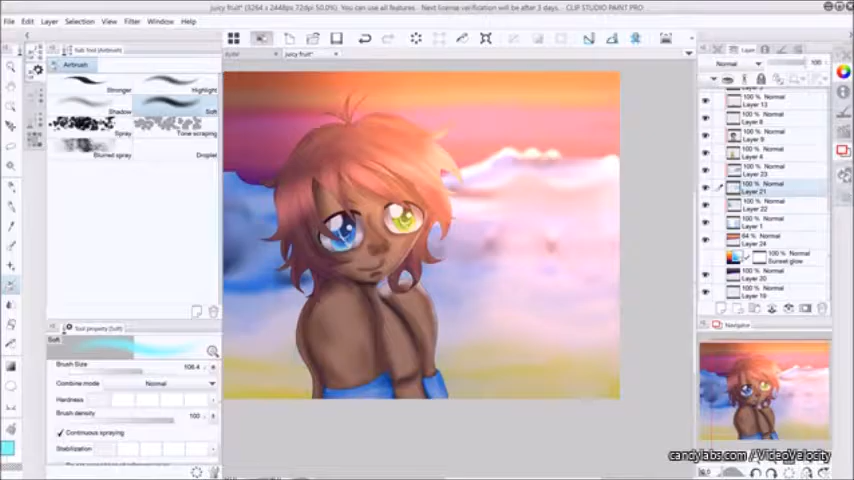 juicy fruit* (3264 x 2448px 72dpi 50.0%). You can use all features. - Next license verification will be after 3 days. - CLIP STUDIO PAINT PRO
File Edit Layer Selection View Filter Window Help
Sub Tool (Airbrush)
juicy fruit*
Layer
Airbrush
Normal 100
Stronger Highlight
Shadow Soft
Spray Tone scraping
Blurred spray Droplet
100 % Normal
Layer 13
100 % Normal
Layer 8
100 % Normal
Layer 9
100 % Normal
Layer 4
100 % Normal
Layer 23
100 % Normal
Layer 21
100 % Normal
Layer 22
100 % Normal
Layer 1
64 % Normal
Layer 24
100 % Normal
Sunset glow
100 % Normal
Layer 20
100 % Normal
Layer 19
Tool property (Soft)
Navigator
Soft
Brush Size 108.4
Combine mode Normal
Hardness
Brush density 100
Continuous spraying
Stabilization
candylabs.com / VideoVelocity
0.0